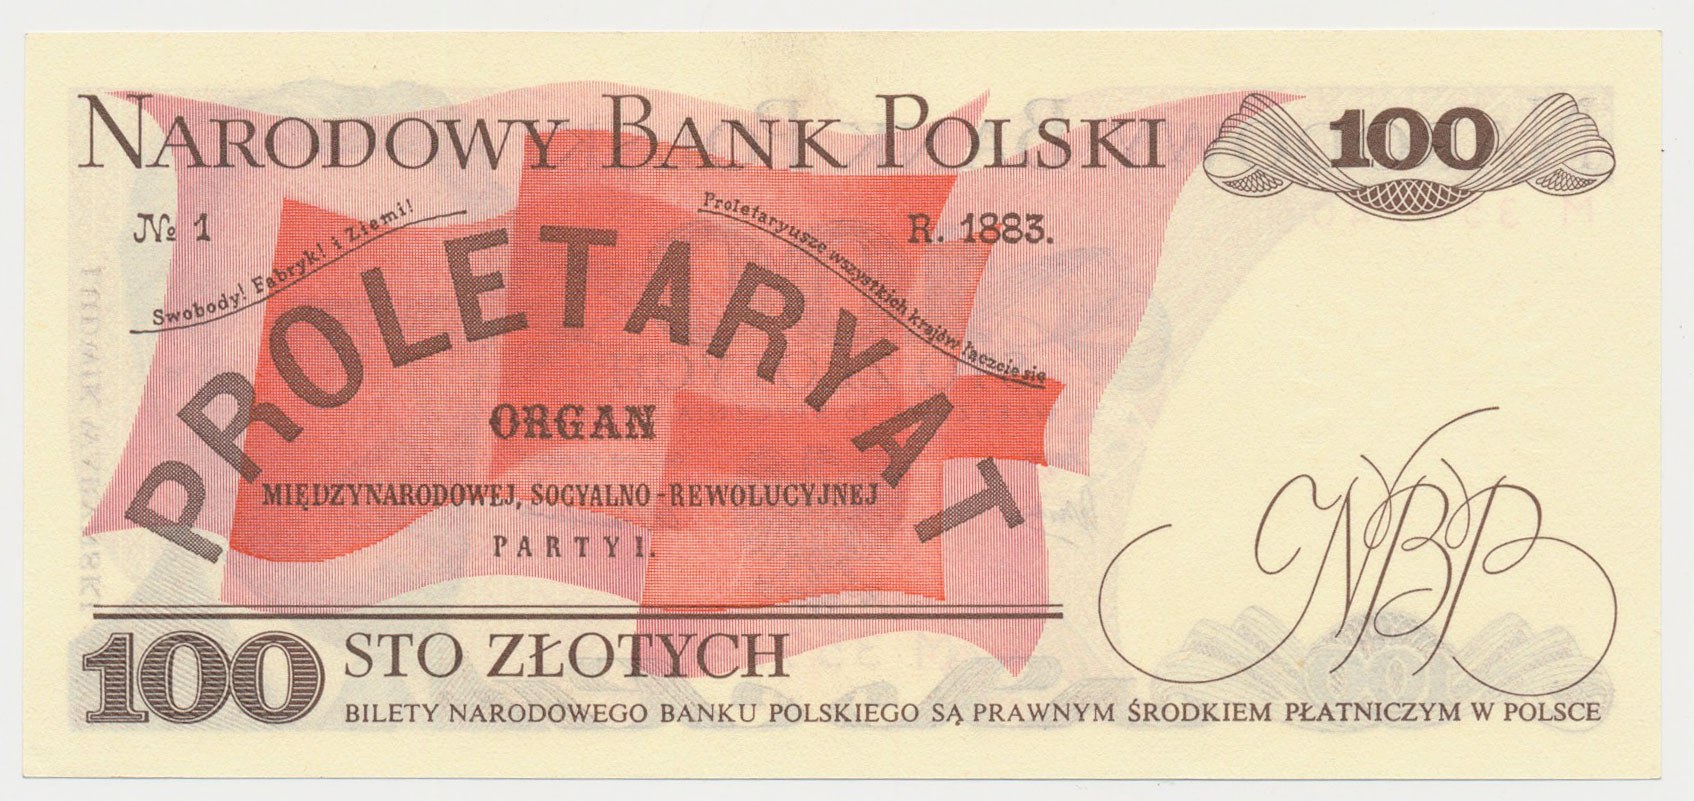 NARODOWY BANK POLSKI
100
№ 1
R. 1883.
Swobody! Fabryk! i Ziemi!
Proletaryusze wszystkich krajów łączcie się
PROLETARYAT
ORGAN
MIĘDZYNARODOWEJ, SOCYALNO-REWOLUCYJNEJ
PARTYI.
NBP
100
STO ZŁOTYCH
BILETY NARODOWEGO BANKU POLSKIEGO SĄ PRAWNYM ŚRODKIEM PŁATNICZYM W POLSCE